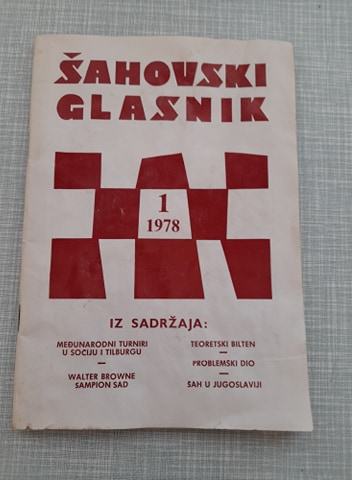 ŠAHOVSKI
GLASNIK
1
1978
IZ SADRŽAJA:
MEĐUNARODNI TURNIRI
U SOCIJU I TILBURGU
—
WALTER BROWNE
SAMPION SAD
TEORETSKI BILTEN
—
PROBLEMSKI DIO
—
ŠAH U JUGOSLAVIJI